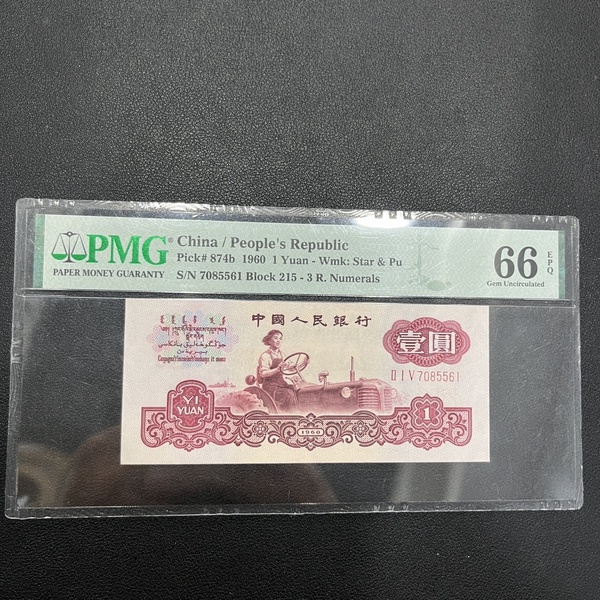 PMG
PAPER MONEY GUARANTY
China / People's Republic
Pick# 874b 1960 1 Yuan - Wmk: Star & Pu
S/N 7085561 Block 215 - 3 R. Numerals
66 EPQ
Gem Uncirculated
中國人民銀行
壹圓
II I V 7085561
YI
YUAN
1960
1